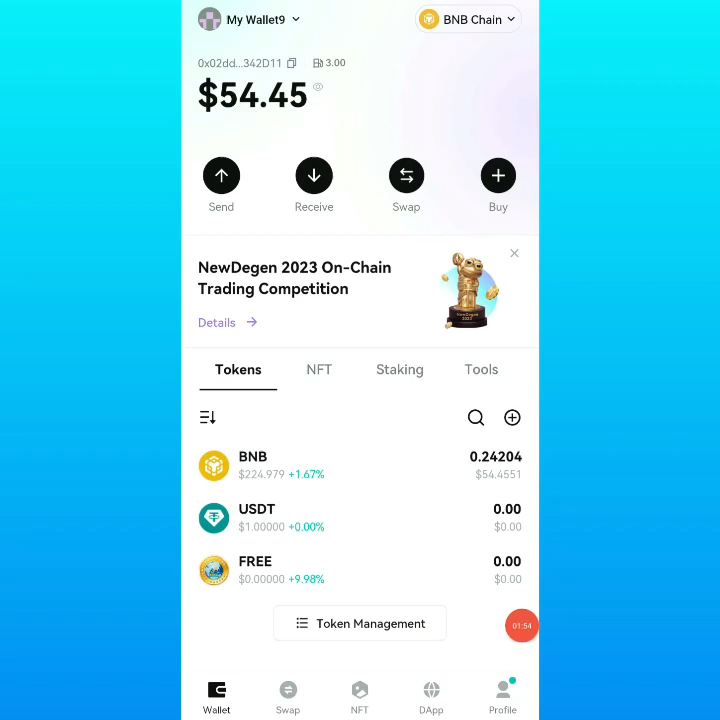 My Wallet9
BNB Chain
0x02dd...342D11
3.00
$54.45
Send
Receive
Swap
Buy
NewDegen 2023 On-Chain
Trading Competition
Details
NewDegen
2023
Tokens
NFT
Staking
Tools
BNB
0.24204
$224.979 +1.67%
$54.4551
USDT
0.00
$1.00000 +0.00%
$0.00
FREE
0.00
$0.00000 +9.98%
$0.00
Token Management
01:54
Wallet
Swap
NFT
DApp
Profile